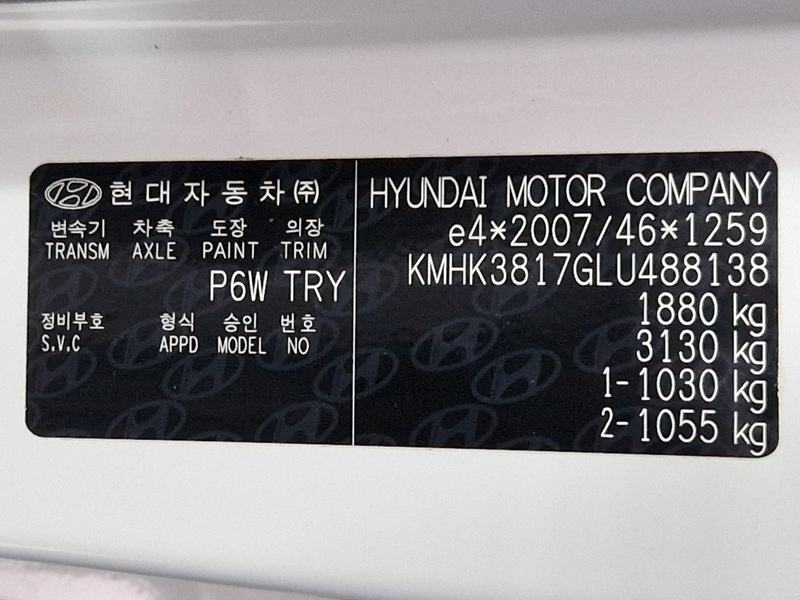 현대자동차㈜
변속기 차축 도장 의장
TRANSM AXLE PAINT TRIM
P6W TRY
정비부호 형식 승인 번호
S.V.C APPD MODEL NO
HYUNDAI MOTOR COMPANY
e4*2007/46*1259
KMHK3817GLU488138
1880 kg
3130 kg
1-1030 kg
2-1055 kg